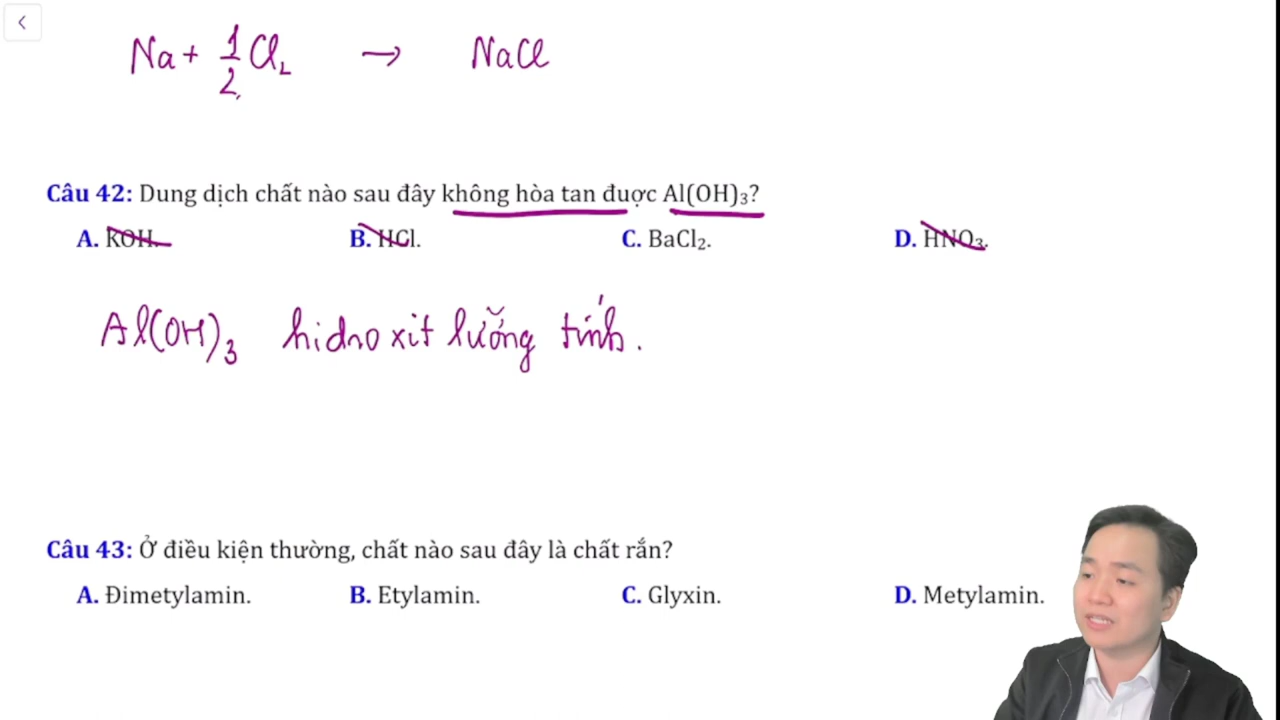 Na + 1/2 Cl₂ → NaCl
Câu 42: Dung dịch chất nào sau đây không hòa tan đuợc Al(OH)₃?
A. KOH. B. HCl. C. BaCl₂. D. HNO₃.
Al(OH)₃ hidroxit lưỡng tính.
Câu 43: Ở điều kiện thường, chất nào sau đây là chất rắn?
A. Đimetylamin. B. Etylamin. C. Glyxin. D. Metylamin.